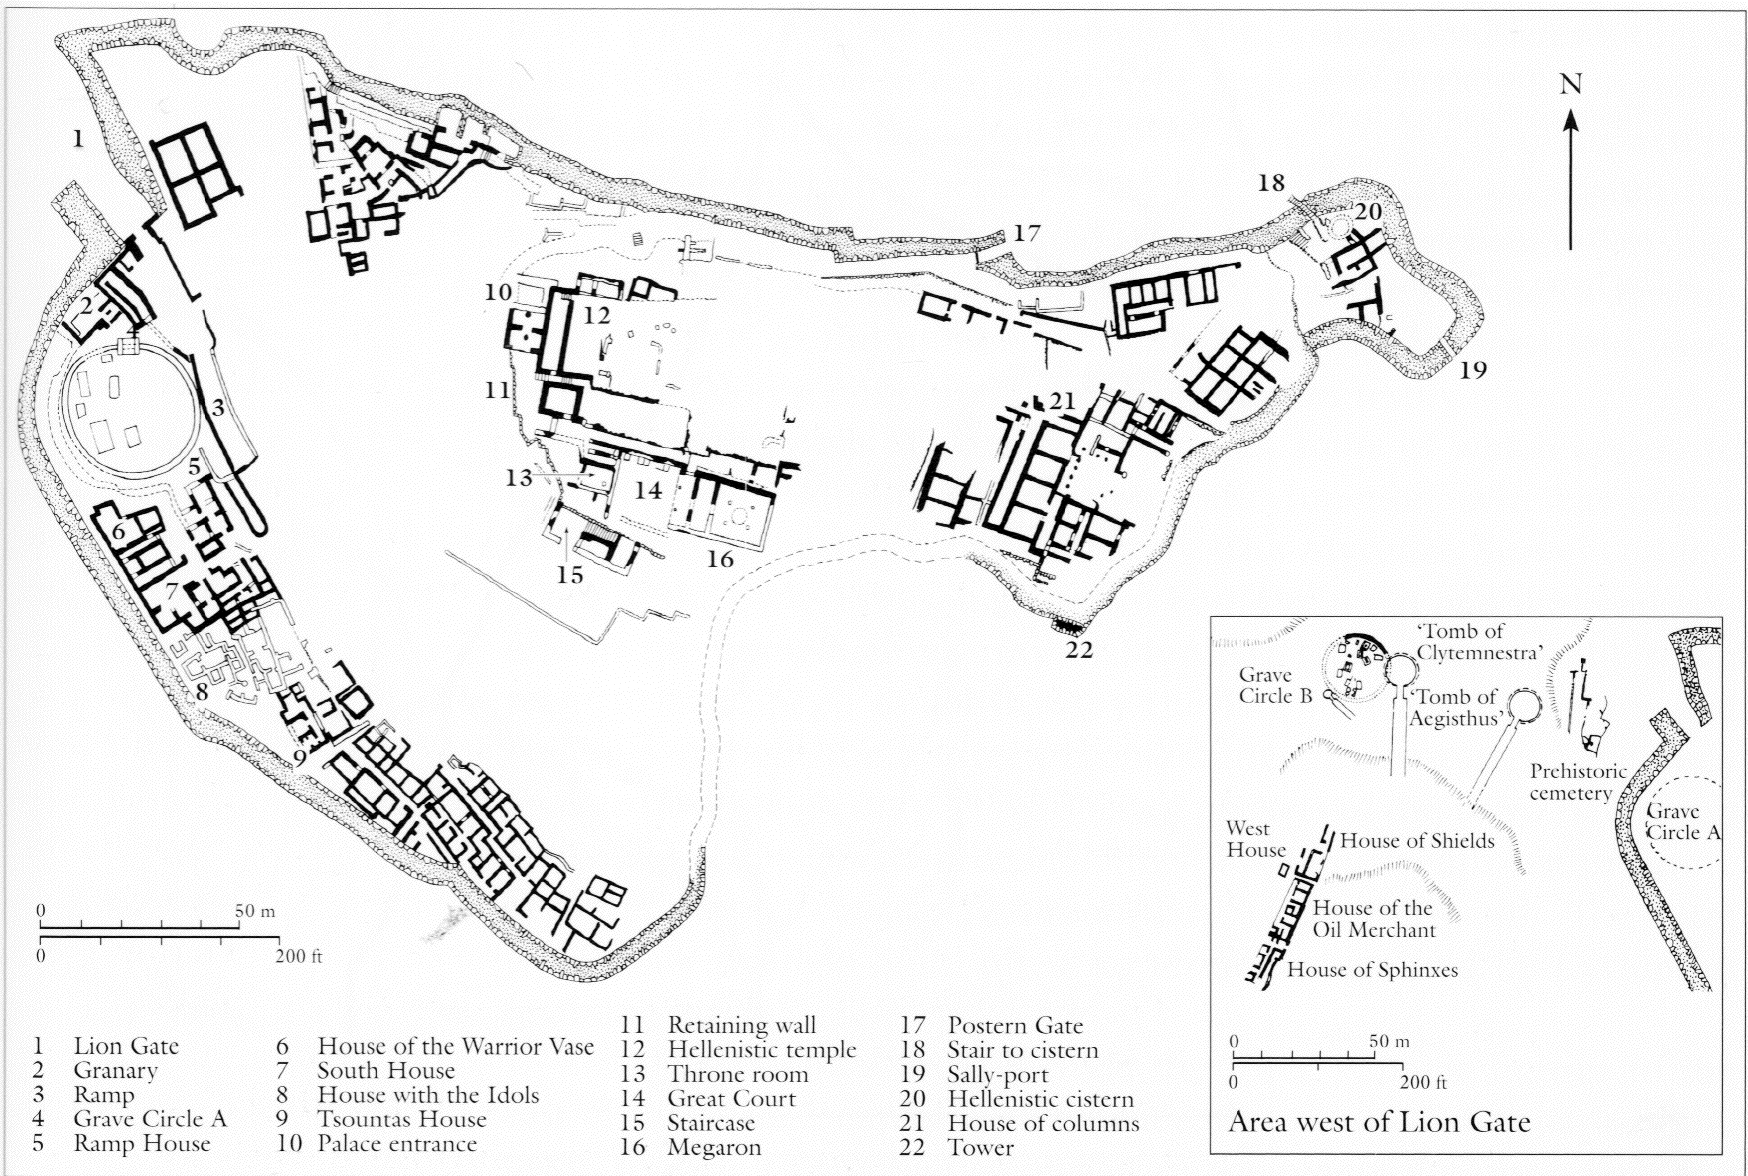 N
1
2
4
3
5
6
7
8
9
10
12
11
13
14
15
16
17
18
20
19
21
22
0 50 m
0 200 ft
1 Lion Gate
2 Granary
3 Ramp
4 Grave Circle A
5 Ramp House
6 House of the Warrior Vase
7 South House
8 House with the Idols
9 Tsountas House
10 Palace entrance
11 Retaining wall
12 Hellenistic temple
13 Throne room
14 Great Court
15 Staircase
16 Megaron
17 Postern Gate
18 Stair to cistern
19 Sally-port
20 Hellenistic cistern
21 House of columns
22 Tower
‘Tomb of
Clytemnestra’
Grave
Circle B
‘Tomb of
Aegisthus’
Prehistoric
cemetery
Grave
Circle A
West
House
House of Shields
House of the
Oil Merchant
House of Sphinxes
0 50 m
0 200 ft
Area west of Lion Gate